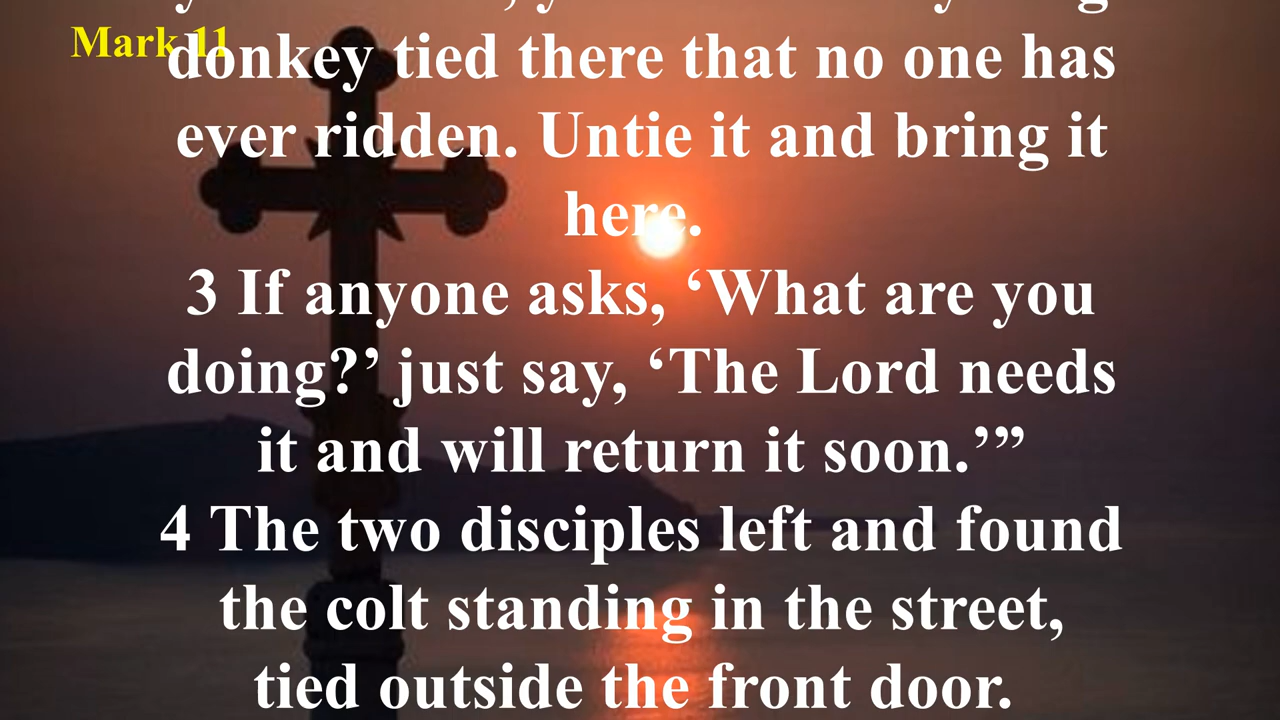 Mark 11
donkey tied there that no one has
ever ridden. Untie it and bring it
here.
3 If anyone asks, ‘What are you
doing?’ just say, ‘The Lord needs
it and will return it soon.’”
4 The two disciples left and found
the colt standing in the street,
tied outside the front door.